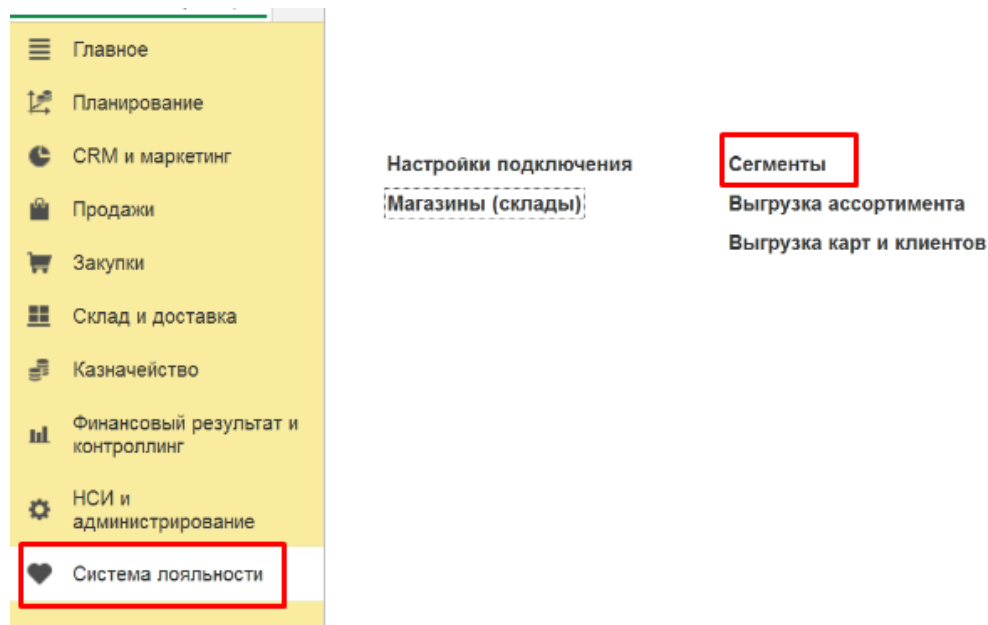 Главное
Планирование
CRM и маркетинг
Продажи
Закупки
Склад и доставка
Казначейство
Финансовый результат и
контроллинг
НСИ и
администрирование
Система лояльности
Настройки подключения
Магазины (склады)
Сегменты
Выгрузка ассортимента
Выгрузка карт и клиентов